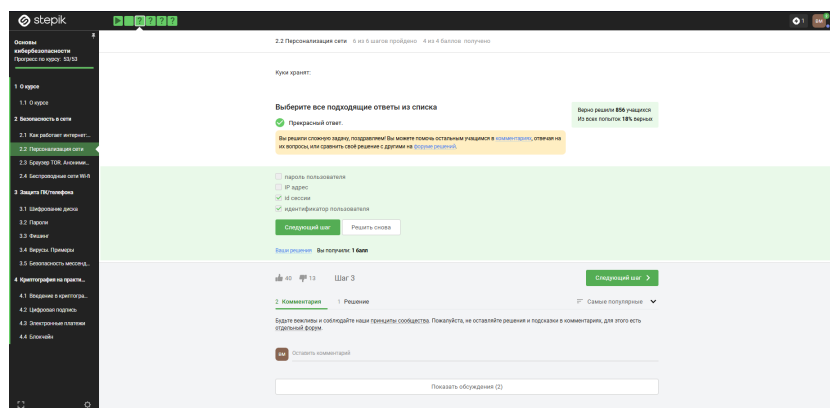 stepik
1
ВМ
Основы
кибербезопасности
Прогресс по курсу: 53/53
1 О курсе
1.1 О курсе
2 Безопасность в сети
2.1 Как работает интернет:...
2.2 Персонализация сети
2.3 Браузер TOR. Аноними...
2.4 Беспроводные сети Wi-fi
3 Защита ПК/телефона
3.1 Шифрование диска
3.2 Пароли
3.3 Фишинг
3.4 Вирусы. Примеры
3.5 Безопасность мессенд...
4 Криптография на практи...
4.1 Введение в криптогра...
4.2 Цифровая подпись
4.3 Электронные платежи
4.4 Блокчейн
2.2 Персонализация сети 6 из 6 шагов пройдено 4 из 4 баллов получено
Куки хранят:
Выберите все подходящие ответы из списка
Прекрасный ответ.
Верно решили 856 учащихся
Из всех попыток 18% верных
Вы решили сложную задачу, поздравляем! Вы можете помочь остальным учащимся в комментариях, отвечая на
их вопросы, или сравнить своё решение с другими на форуме решений.
пароль пользователя
IP адрес
id сессии
идентификатор пользователя
Следующий шаг
Решить снова
Ваши решения Вы получили: 1 балл
40 13 Шаг 3
Следующий шаг
2 Комментария 1 Решение
Самые популярные
Будьте вежливы и соблюдайте наши принципы сообщества. Пожалуйста, не оставляйте решения и подсказки в комментариях, для этого есть
отдельный форум.
ВМ
Оставить комментарий
Показать обсуждения (2)